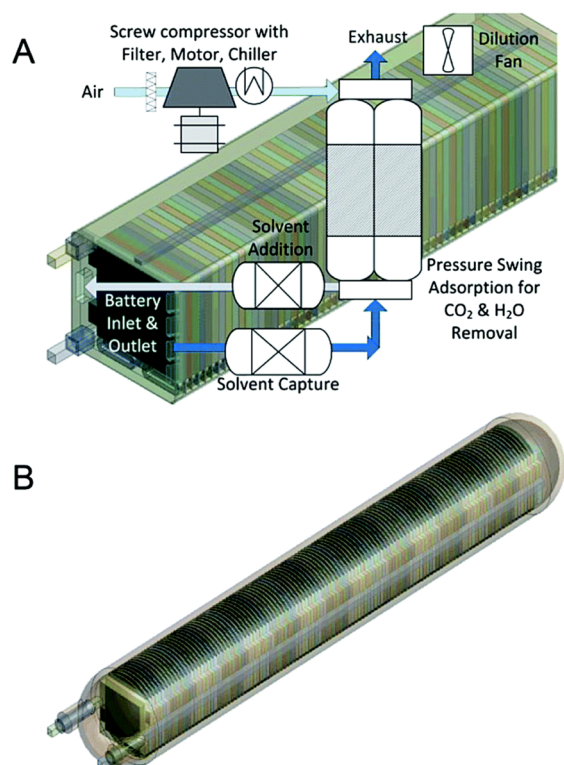 A
Screw compressor with
Filter, Motor, Chiller
Exhaust
Dilution
Fan
Air
Solvent
Addition
Battery
Inlet &
Outlet
Pressure Swing
Adsorption for
CO₂ & H₂O
Removal
Solvent Capture
B